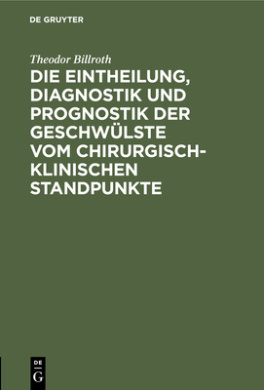 DE GRUYTER
Theodor Billroth
DIE EINTHEILUNG,
DIAGNOSTIK UND
PROGNOSTIK DER
GESCHWÜLSTE
VOM CHIRURGISCH-
KLINISCHEN
STANDPUNKTE
DE
G